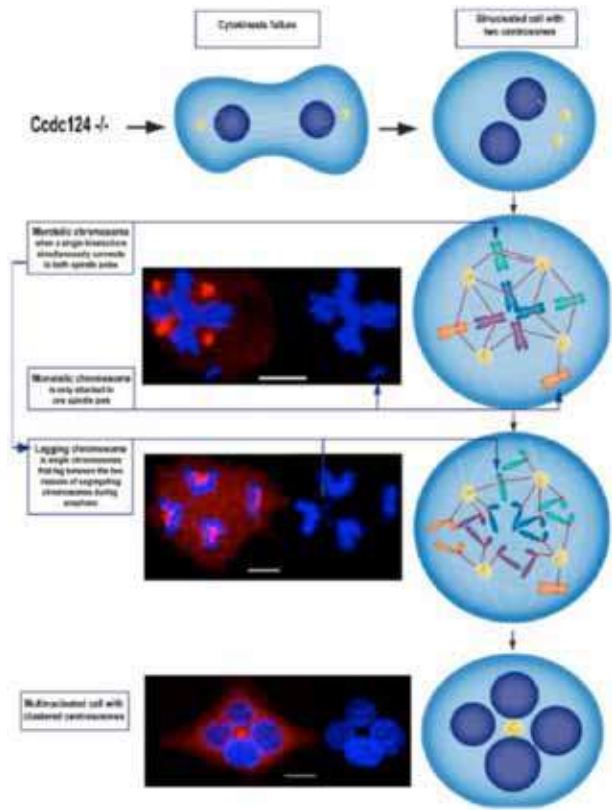 Cytokinesis failure
Binucleated cell with
two centrosomes
Ccdc124 -/-
Merotelic chromosome
when a single kinetochore
simultaneously connects
to both spindle poles
Monotelic chromosome
is only attached to
one spindle pole
Lagging chromosome
is single chromosomes
that lag between the two
masses of segregating
chromosomes during
anaphase
Multinucleated cell with
clustered centrosomes